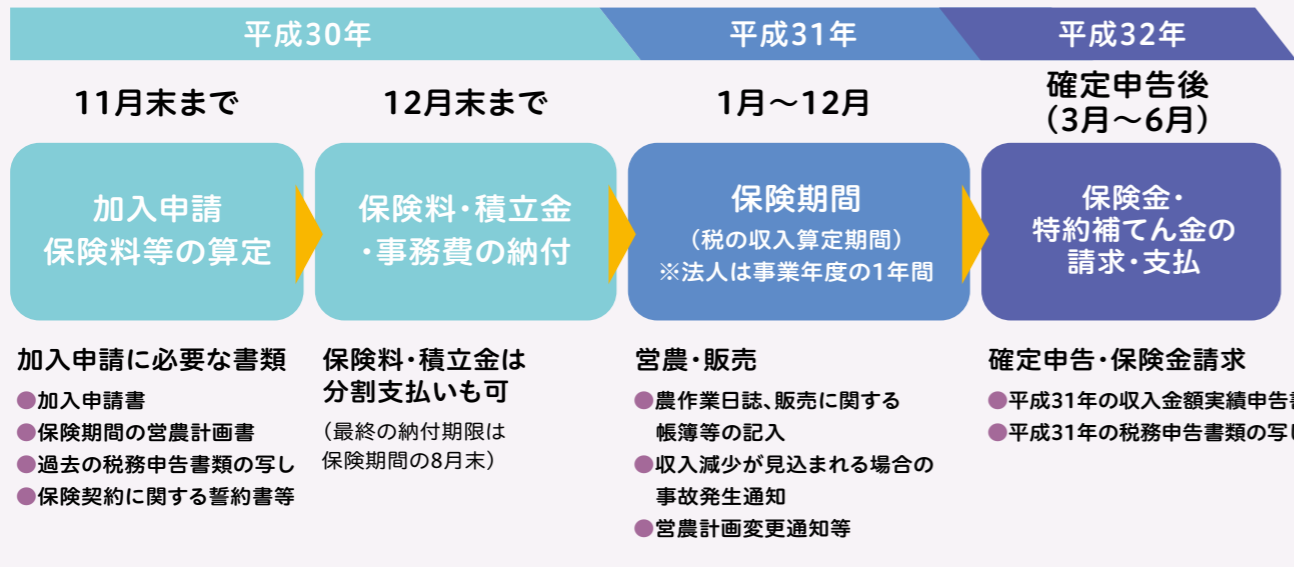 平成30年
平成31年
平成32年
11月末まで
12月末まで
1月～12月
確定申告後
（3月～6月）
加入申請
保険料等の算定
保険料・積立金
・事務費の納付
保険期間
（税の収入算定期間）
※法人は事業年度の1年間
保険金・
特約補てん金の
請求・支払
加入申請に必要な書類
●加入申請書
●保険期間の営農計画書
●過去の税務申告書類の写し
●保険契約に関する誓約書等
保険料・積立金は
分割支払いも可
（最終の納付期限は
保険期間の8月末）
営農・販売
●農作業日誌、販売に関する
帳簿等の記入
●収入減少が見込まれる場合の
事故発生通知
●営農計画変更通知等
確定申告・保険金請求
●平成31年の収入金額実績申告書
●平成31年の税務申告書類の写し